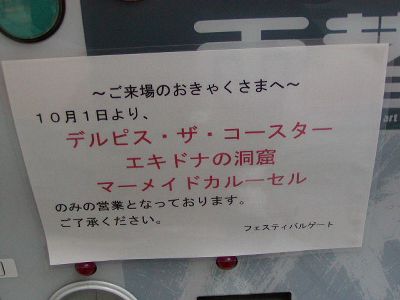 ～ご来場のおきゃくさまへ～
１０月１日より、
デルピス・ザ・コースター
エキドナの洞窟
マーメイドカルーセル
のみの営業となっております。
ご了承ください。
フェスティバルゲート
art